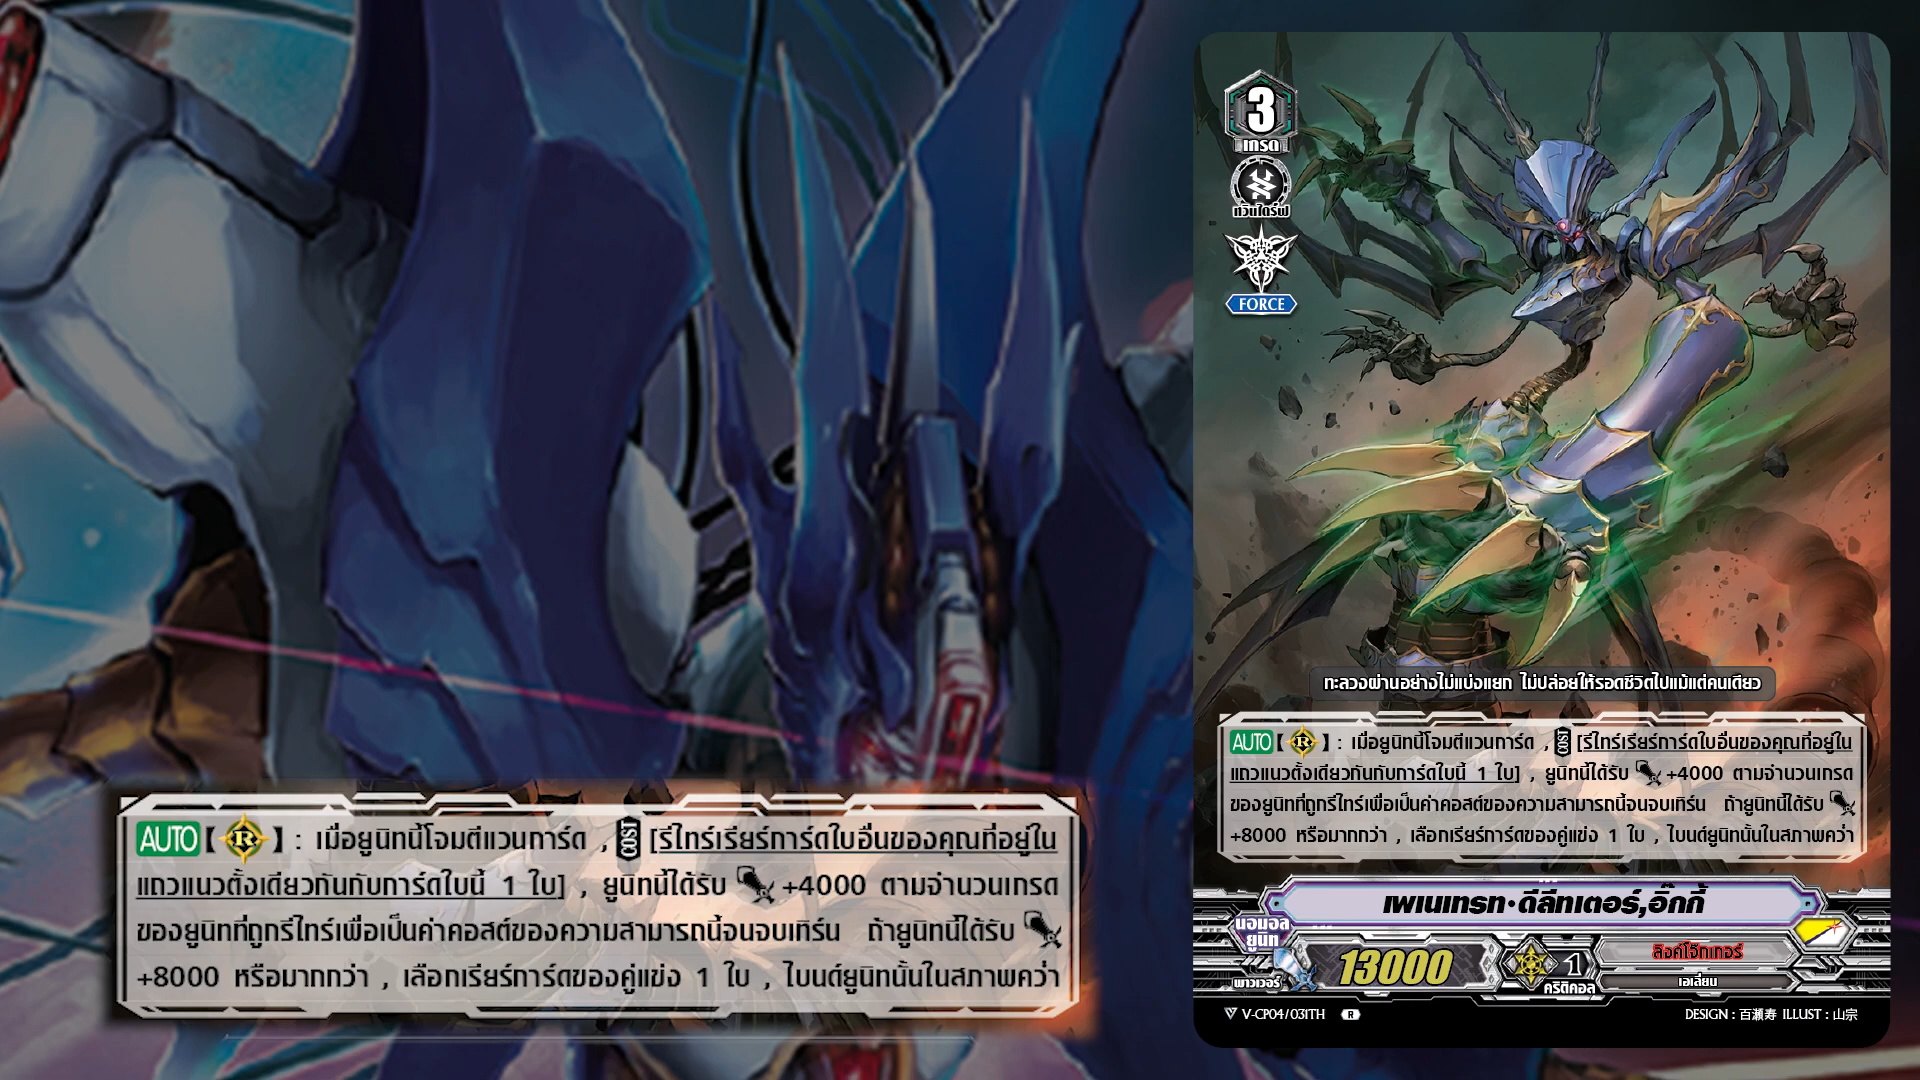 AUTO【R】 : เมื่อยูนิทนี้โจมตีแวนการ์ด , COST [รีไทร์เรียร์การ์ดใบอื่นของคุณที่อยู่ใน
แถวแนวตั้งเดียวกันกับการ์ดใบนี้ 1 ใบ] , ยูนิทนี้ได้รับ +4000 ตามจำนวนเกรด
ของยูนิทที่ถูกรีไทร์เพื่อเป็นค่าคอสต์ของความสามารถนี้จนจบเทิร์น ถ้ายูนิทนี้ได้รับ
+8000 หรือมากกว่า , เลือกเรียร์การ์ดของคู่แข่ง 1 ใบ , ไบนด์ยูนิทนั้นในสภาพคว่ำ
3
เกรด
ทวินไดร์ฟ
FORCE
ทะลวงผ่านอย่างไม่แบ่งแยก ไม่ปล่อยให้รอดชีวิตไปแม้แต่คนเดียว
AUTO【R】 : เมื่อยูนิทนี้โจมตีแวนการ์ด , COST [รีไทร์เรียร์การ์ดใบอื่นของคุณที่อยู่ใน
แถวแนวตั้งเดียวกันกับการ์ดใบนี้ 1 ใบ] , ยูนิทนี้ได้รับ +4000 ตามจำนวนเกรด
ของยูนิทที่ถูกรีไทร์เพื่อเป็นค่าคอสต์ของความสามารถนี้จนจบเทิร์น ถ้ายูนิทนี้ได้รับ
+8000 หรือมากกว่า , เลือกเรียร์การ์ดของคู่แข่ง 1 ใบ , ไบนด์ยูนิทนั้นในสภาพคว่ำ
เพเนเทรท•ดีลีทเตอร์,อิ๊กกี้
นอมอล
ยูนิท
พาวเวอร์ 13000 1 คริติคอล
ลิงค์โจ๊กเกอร์
เอเลี่ยน
V-CP04/031TH R DESIGN : 百瀬寿 ILLUST : 山宗